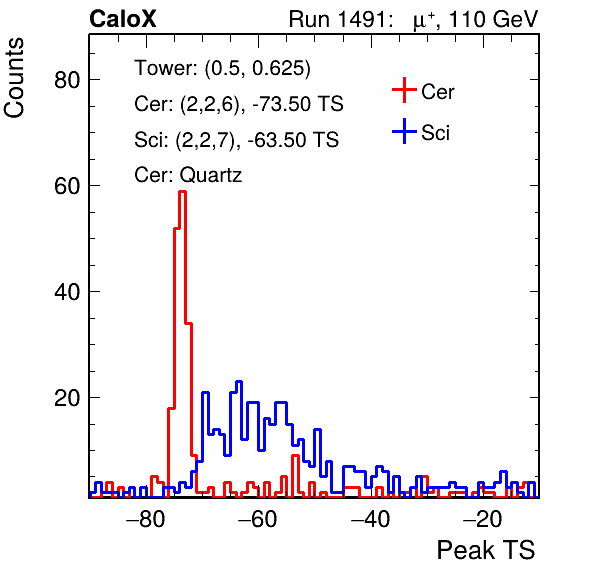 CaloX Run 1491: μ⁺, 110 GeV
Counts
Tower: (0.5, 0.625)
Cer: (2,2,6), -73.50 TS
Sci: (2,2,7), -63.50 TS
Cer: Quartz
Cer
Sci
80
60
40
20
−80 −60 −40 −20
Peak TS